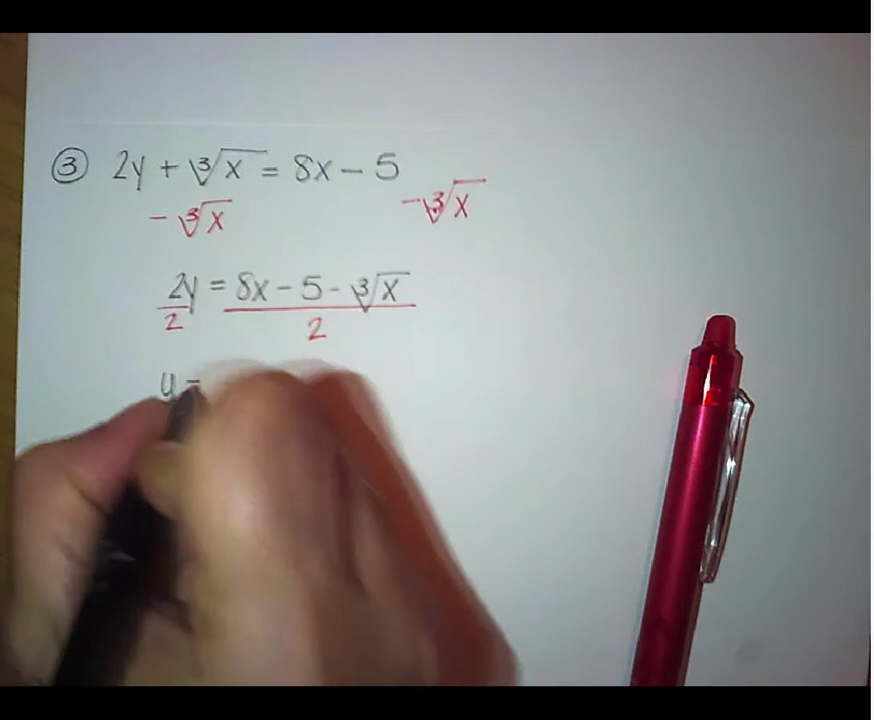 ③ 2y + ∛x = 8x - 5
- ∛x - ∛x
2y = 8x - 5 - ∛x
2 2
y =